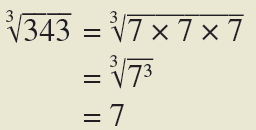 ∛343 = ∛7 × 7 × 7
= ∛7³
= 7